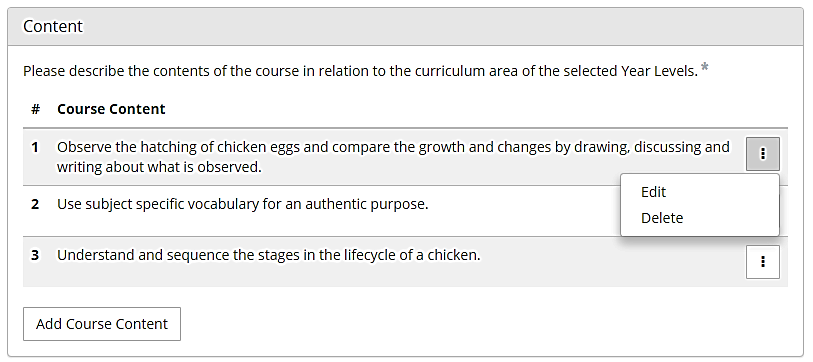 Content
Please describe the contents of the course in relation to the curriculum area of the selected Year Levels. *
# Course Content
1 Observe the hatching of chicken eggs and compare the growth and changes by drawing, discussing and
writing about what is observed.
Edit
Delete
2 Use subject specific vocabulary for an authentic purpose.
3 Understand and sequence the stages in the lifecycle of a chicken.
Add Course Content